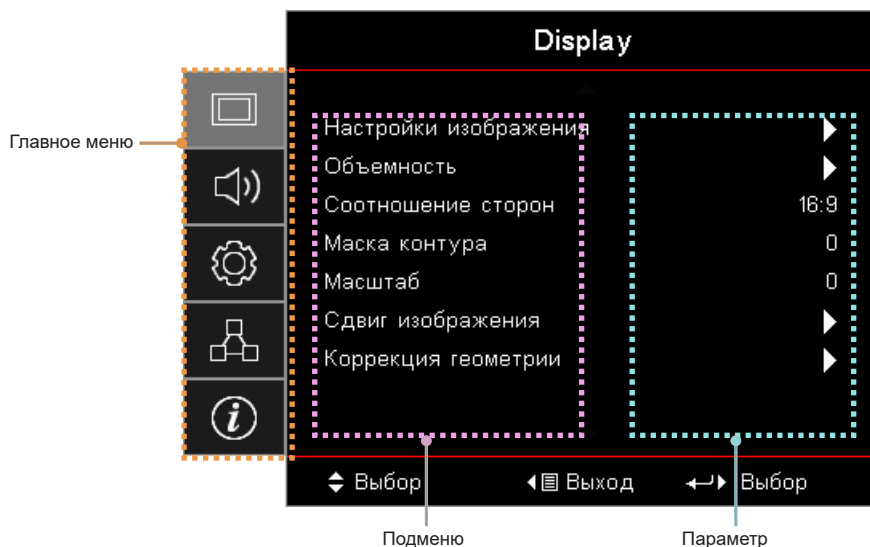 Display
Главное меню
Настройки изображения
Объемность
Соотношение сторон 16:9
Маска контура 0
Масштаб 0
Сдвиг изображения
Коррекция геометрии
Выбор Выход Выбор
Подменю Параметр